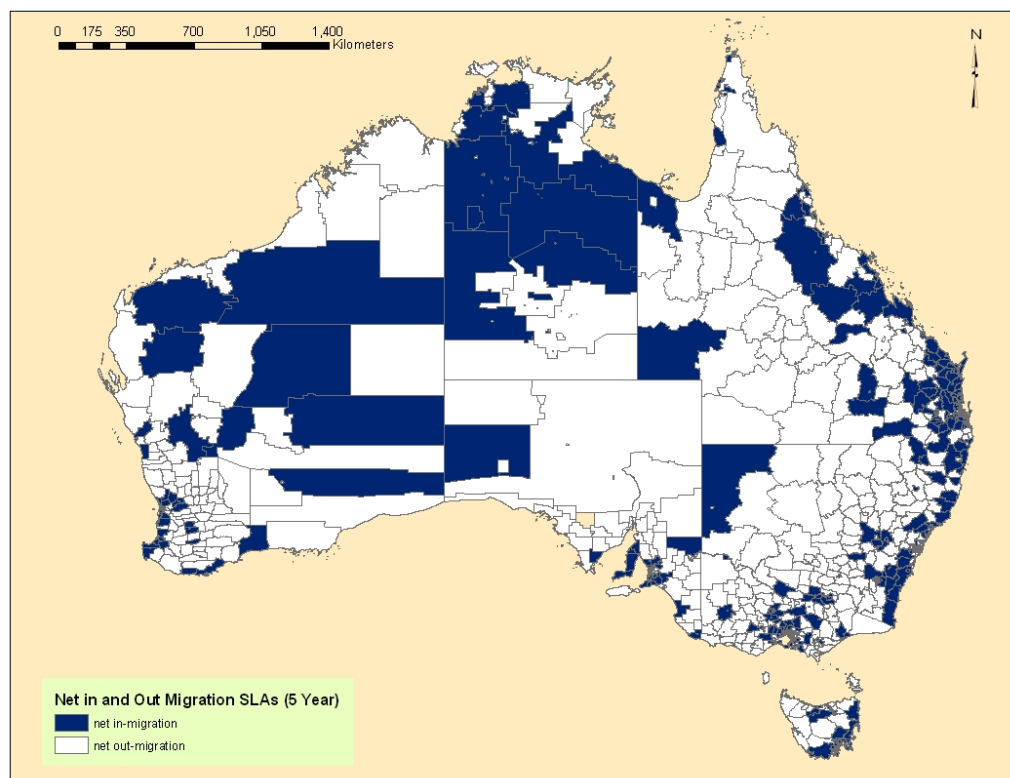 0 175 350 700 1,050 1,400
Kilometers
N
Net in and Out Migration SLAs (5 Year)
net in-migration
net out-migration